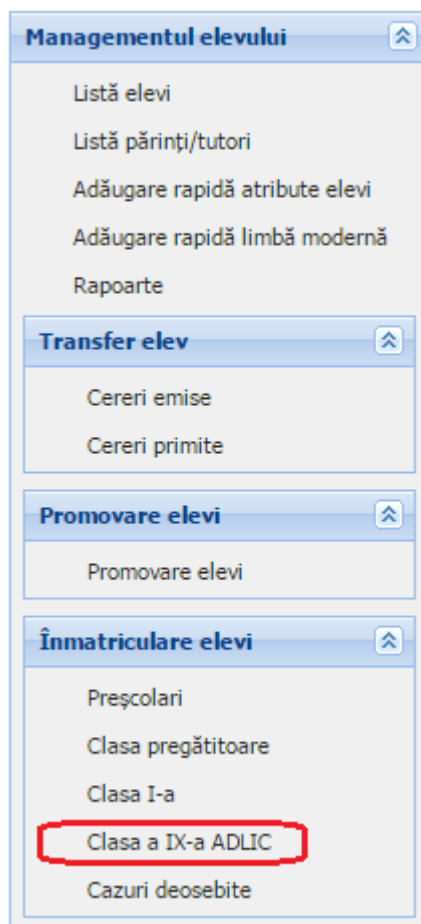 Managementul elevului
Listă elevi
Listă părinți/tutori
Adăugare rapidă atribute elevi
Adăugare rapidă limbă modernă
Rapoarte
Transfer elev
Cereri emise
Cereri primite
Promovare elevi
Promovare elevi
Înmatriculare elevi
Preșcolari
Clasa pregătitoare
Clasa I-a
Clasa a IX-a ADLIC
Cazuri deosebite